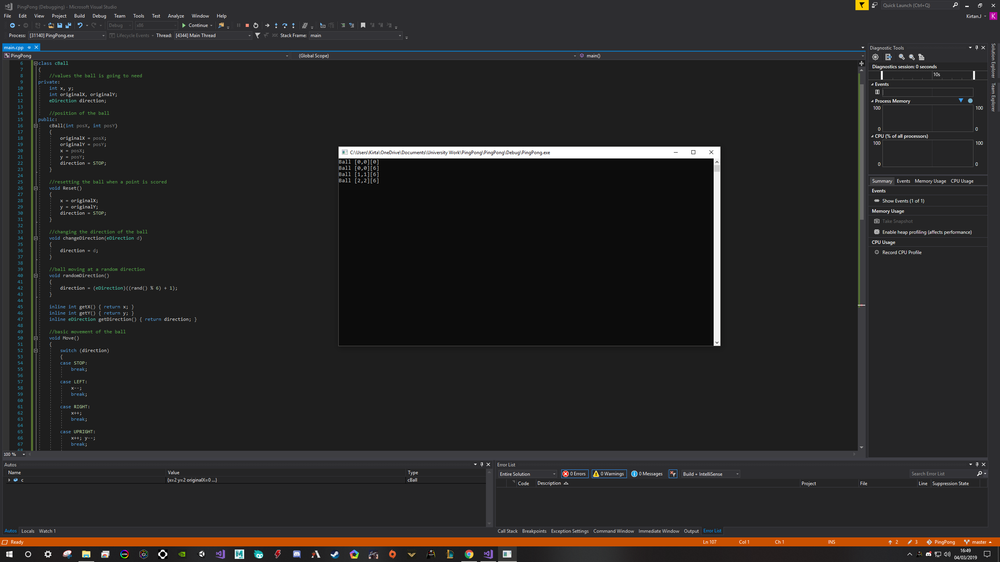 PingPong (Debugging) - Microsoft Visual Studio
Quick Launch (Ctrl+Q)
File Edit View Project Build Debug Team Tools Test Analyze Window Help
Kirtan.J K
Debug x86 Continue
Process: [31140] PingPong.exe Lifecycle Events Thread: [4344] Main Thread Stack Frame: main
main.cpp
PingPong (Global Scope) main()
6 class cBall
7 {
8 //values the ball is going to need
9 private:
10 int x, y;
11 int originalX, originalY;
12 eDirection direction;
13
14 //position of the ball
15 public:
16 cBall(int posX, int posY)
17 {
18 originalX = posX;
19 originalY = posY;
20 x = posX;
21 y = posY;
22 direction = STOP;
23 }
24
25 //resetting the ball when a point is scored
26 void Reset()
27 {
28 x = originalX;
29 y = originalY;
30 direction = STOP;
31 }
32
33 //changing the direction of the ball
34 void changeDirection(eDirection d)
35 {
36 direction = d;
37 }
38
39 //ball moving at a random direction
40 void randomDirection()
41 {
42 direction = (eDirection)((rand() % 6) + 1);
43 }
44
45 inline int getX() { return x; }
46 inline int getY() { return y; }
47 inline eDirection getDirection() { return direction; }
48
49 //basic movement of the ball
50 void Move()
51 {
52 switch (direction)
53 {
54 case STOP:
55 break;
56
57 case LEFT:
58 x--;
59 break;
60
61 case RIGHT:
62 x++;
63 break;
64
65 case UPRIGHT:
66 x++; y--;
67 break;
68
100 %
C:\Users\Kirta\OneDrive\Documents\University Work\PingPong\PingPong\Debug\PingPong.exe
Ball [0,0][0]
Ball [0,0][6]
Ball [1,1][6]
Ball [2,2][6]
Diagnostic Tools
Diagnostics session: 0 seconds
10s
Events
Process Memory
100 100
0 0
CPU (% of all processors)
100 100
0 0
Summary Events Memory Usage CPU Usage
Events
Show Events (1 of 1)
Memory Usage
Take Snapshot
Enable heap profiling (affects performance)
CPU Usage
Record CPU Profile
Solution Explorer
Team Explorer
Autos
Name Value Type
c {x=2 y=2 originalX=0 ...} cBall
Autos Locals Watch 1
Error List
Entire Solution 0 Errors 0 Warnings 0 Messages Build + IntelliSense Search Error List
Code Description Project File Line Suppression State
Call Stack Breakpoints Exception Settings Command Window Immediate Window Output Error List
Ready Ln 107 Col 1 Ch 1 INS 2 3 PingPong master
16:49
04/03/2019